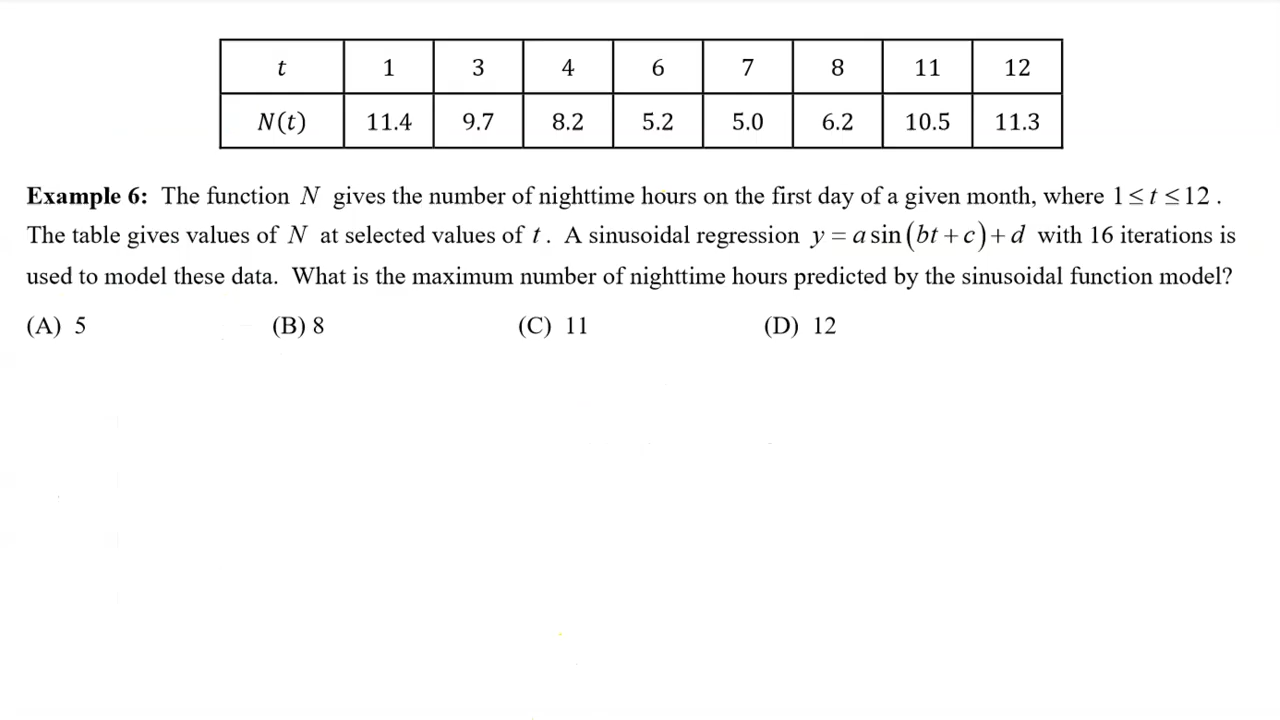 t 1 3 4 6 7 8 11 12
N(t) 11.4 9.7 8.2 5.2 5.0 6.2 10.5 11.3
Example 6: The function N gives the number of nighttime hours on the first day of a given month, where 1 ≤ t ≤ 12 .
The table gives values of N at selected values of t . A sinusoidal regression y = a sin(bt + c) + d with 16 iterations is
used to model these data. What is the maximum number of nighttime hours predicted by the sinusoidal function model?
(A) 5 (B) 8 (C) 11 (D) 12